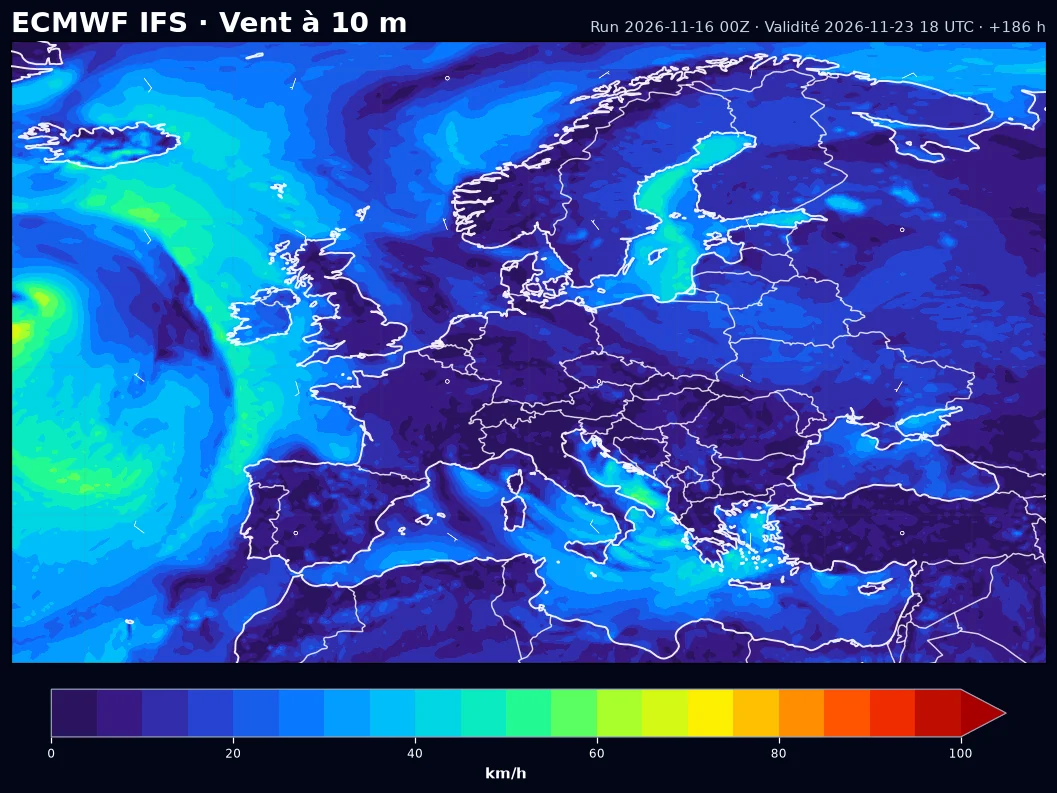 ECMWF IFS · Vent à 10 m
Run 2026-11-16 00Z · Validité 2026-11-23 18 UTC · +186 h
0 20 40 60 80 100
km/h